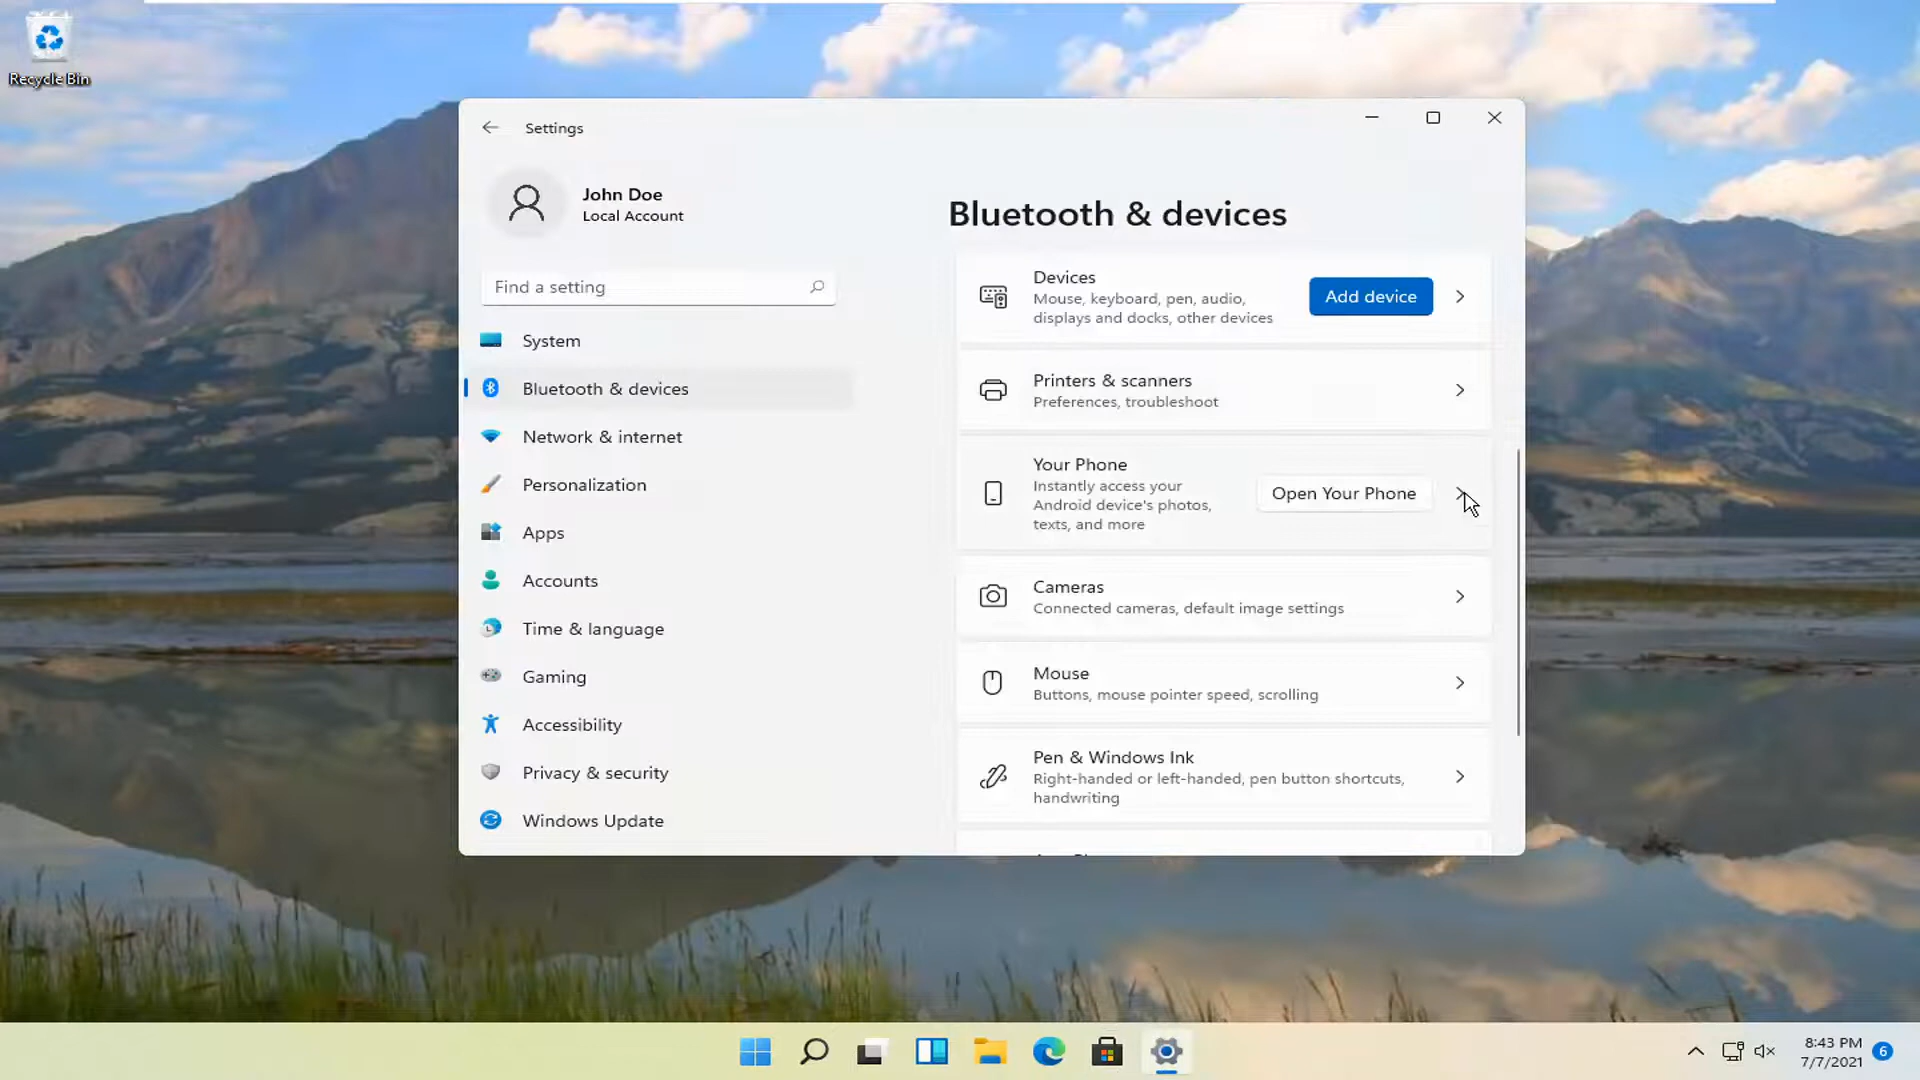 Recycle Bin
Settings
John Doe
Local Account
Find a setting
System
Bluetooth & devices
Network & internet
Personalization
Apps
Accounts
Time & language
Gaming
Accessibility
Privacy & security
Windows Update
Bluetooth & devices
Devices
Mouse, keyboard, pen, audio,
displays and docks, other devices
Add device
Printers & scanners
Preferences, troubleshoot
Your Phone
Instantly access your
Android device's photos,
texts, and more
Open Your Phone
Cameras
Connected cameras, default image settings
Mouse
Buttons, mouse pointer speed, scrolling
Pen & Windows Ink
Right-handed or left-handed, pen button shortcuts,
handwriting
8:43 PM
7/7/2021
6